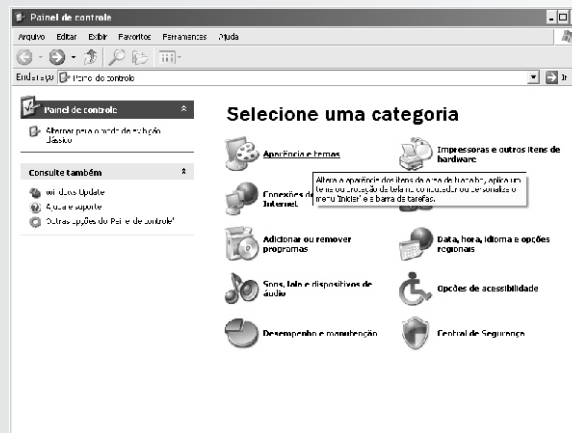 Painel de controle
Arquivo Editar Exibir Favoritos Ferramentas Ajuda
Endereço Painel de controle Ir
Painel de controle
Alternar para o modo de exibição
clássico
Consulte também
Windows Update
Ajuda e suporte
Outras opções do Painel de controle
Selecione uma categoria
Aparência e temas
Impressoras e outros itens de
hardware
Altera a aparência dos itens da área de trabalho, aplica um
tema ou proteção de tela no computador ou personaliza o
menu 'Iniciar' e a barra de tarefas.
Conexões de
Internet
Adicionar ou remover
programas
Data, hora, idioma e opções
regionais
Sons, fala e dispositivos de
áudio
Opções de acessibilidade
Desempenho e manutenção
Central de Segurança